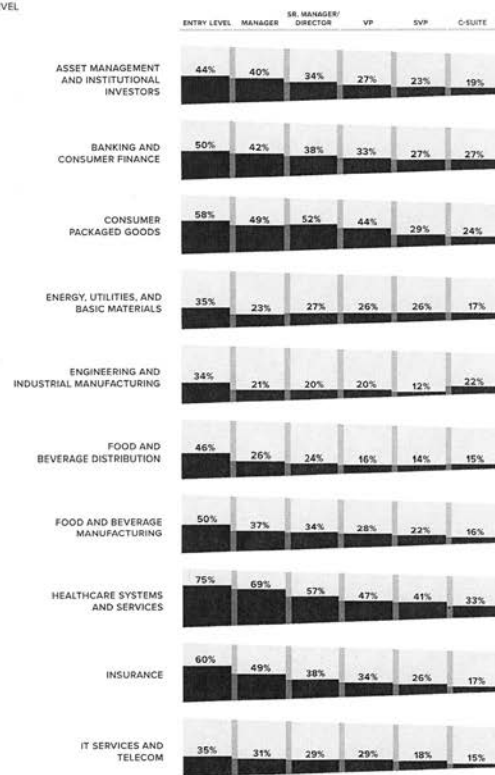 VEL
ENTRY LEVEL MANAGER SR. MANAGER/ DIRECTOR VP SVP C-SUITE
ASSET MANAGEMENT
AND INSTITUTIONAL
INVESTORS
44% 40% 34% 27% 23% 19%
BANKING AND
CONSUMER FINANCE
50% 42% 38% 33% 27% 27%
CONSUMER
PACKAGED GOODS
58% 49% 52% 44% 29% 24%
ENERGY, UTILITIES, AND
BASIC MATERIALS
35% 23% 27% 26% 26% 17%
ENGINEERING AND
INDUSTRIAL MANUFACTURING
34% 21% 20% 20% 12% 22%
FOOD AND
BEVERAGE DISTRIBUTION
46% 26% 24% 16% 14% 15%
FOOD AND BEVERAGE
MANUFACTURING
50% 37% 34% 28% 22% 16%
HEALTHCARE SYSTEMS
AND SERVICES
75% 69% 57% 47% 41% 33%
INSURANCE
60% 49% 38% 34% 26% 17%
IT SERVICES AND
TELECOM
35% 31% 29% 29% 18% 15%